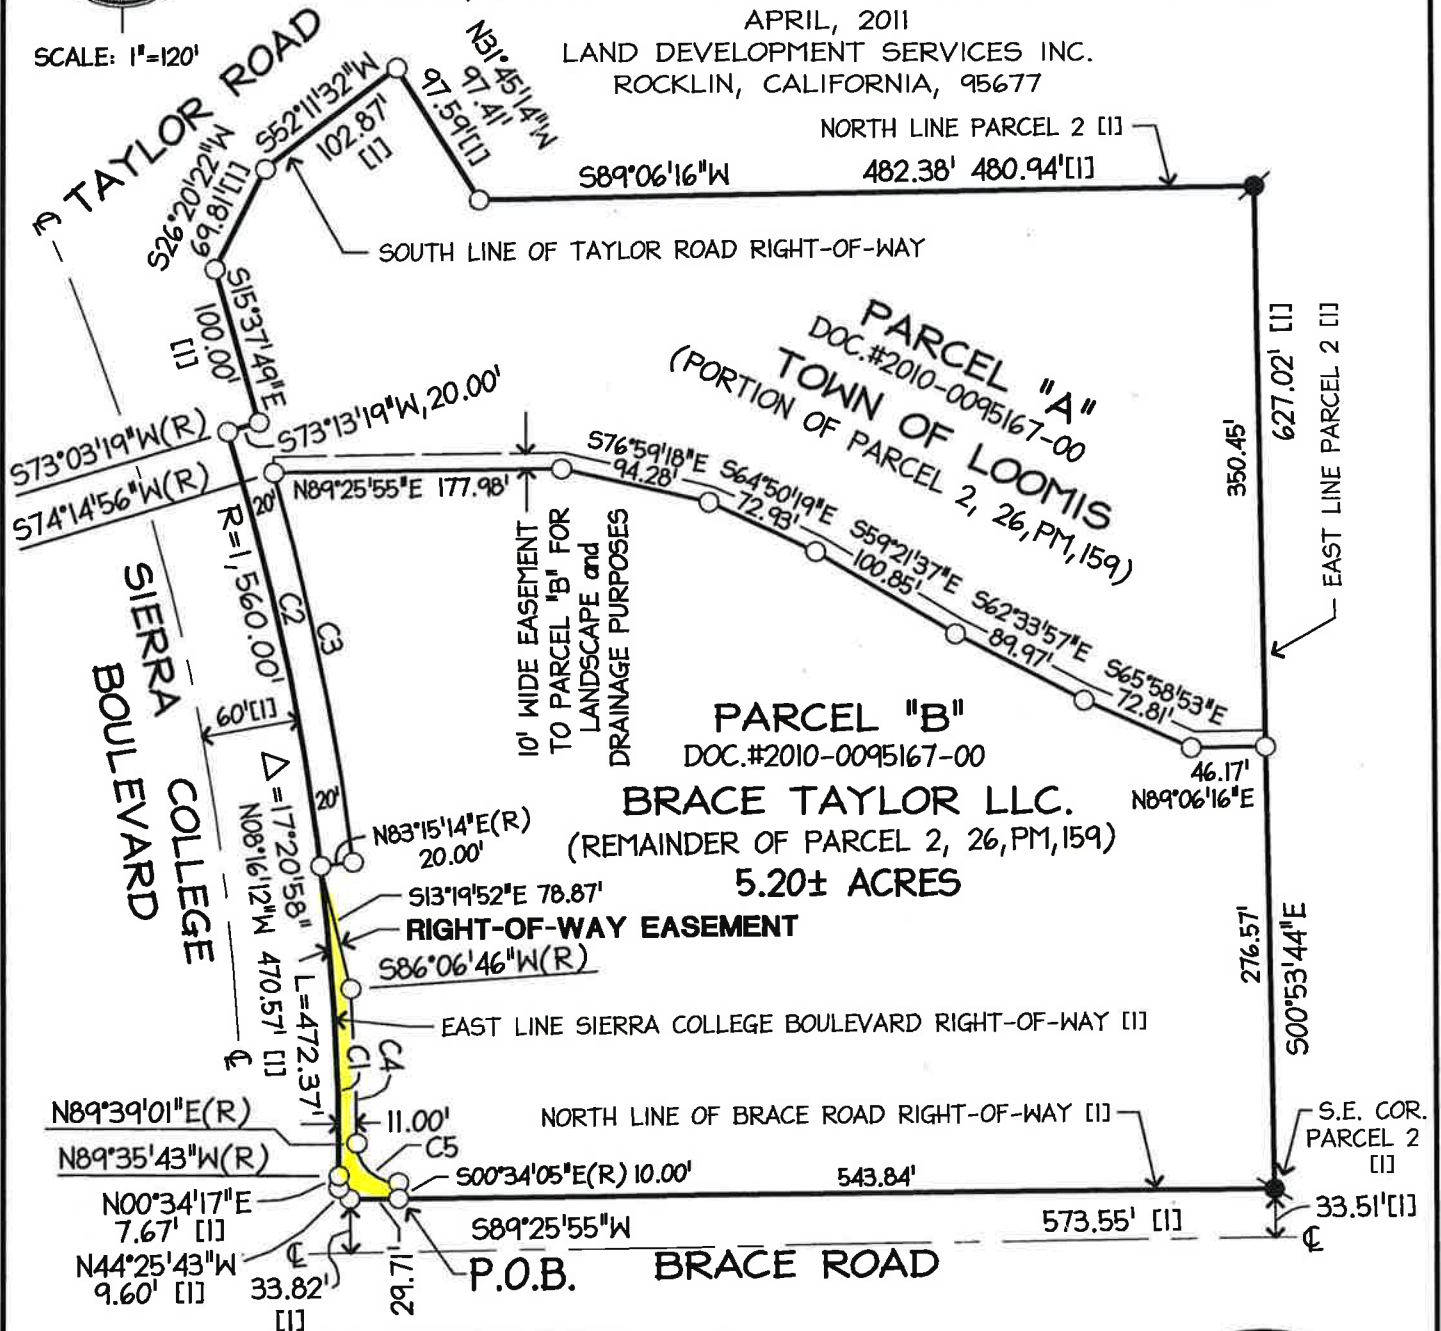 APRIL, 2011
LAND DEVELOPMENT SERVICES INC.
ROCKLIN, CALIFORNIA, 95677
SCALE: 1"=120'
TAYLOR ROAD
S52°11'32"W
102.87'
[1]
N31°45'14"W
97.41'
97.59'[1]
NORTH LINE PARCEL 2 [1]
S89°06'16"W
482.38' 480.94'[1]
S26°20'22"W
69.81'[1]
SOUTH LINE OF TAYLOR ROAD RIGHT-OF-WAY
S15°37'49"E
100.00'
[1]
PARCEL "A"
DOC.#2010-0095167-00
TOWN OF LOOMIS
(PORTION OF PARCEL 2, 26,PM,159)
627.02' [1]
350.45'
EAST LINE PARCEL 2 [1]
S73°03'19"W(R)
S73°13'19"W, 20.00'
S74°14'56"W(R)
20'
N89°25'55"E 177.98'
S76°59'18"E
94.28'
S64°50'19"E
72.93'
S59°21'37"E
100.85'
S62°33'57"E
89.97'
S65°58'53"E
72.81'
46.17'
N89°06'16"E
10' WIDE EASEMENT
TO PARCEL "B" FOR
LANDSCAPE and
DRAINAGE PURPOSES
R=1,560.00'
C2
C3
SIERRA COLLEGE
BOULEVARD
60'[1]
20'
Δ=17°20'58"
N08°16'12"W 470.57' [1]
L=472.37'
PARCEL "B"
DOC.#2010-0095167-00
BRACE TAYLOR LLC.
(REMAINDER OF PARCEL 2, 26,PM,159)
5.20± ACRES
N83°15'14"E(R)
20.00'
S13°19'52"E 78.87'
RIGHT-OF-WAY EASEMENT
S86°06'46"W(R)
EAST LINE SIERRA COLLEGE BOULEVARD RIGHT-OF-WAY [1]
276.57'
S00°53'44"E
C1
C4
N89°39'01"E(R)
11.00'
NORTH LINE OF BRACE ROAD RIGHT-OF-WAY [1]
S.E. COR.
PARCEL 2
[1]
C5
N89°35'43"W(R)
S00°34'05"E(R) 10.00'
543.84'
N00°34'17"E
7.67' [1]
S89°25'55"W
573.55' [1]
33.51'[1]
N44°25'43"W
9.60' [1]
33.82'
[1]
29.71'
P.O.B.
BRACE ROAD